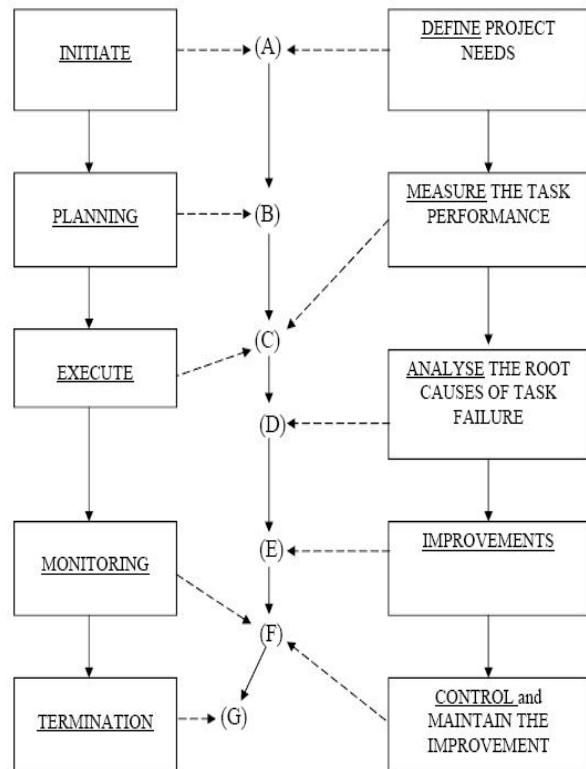 INITIATE
(A)
DEFINE PROJECT
NEEDS
PLANNING
(B)
MEASURE THE TASK
PERFORMANCE
EXECUTE
(C)
ANALYSE THE ROOT
CAUSES OF TASK
FAILURE
(D)
MONITORING
(E)
IMPROVEMENTS
(F)
TERMINATION
(G)
CONTROL and
MAINTAIN THE
IMPROVEMENT